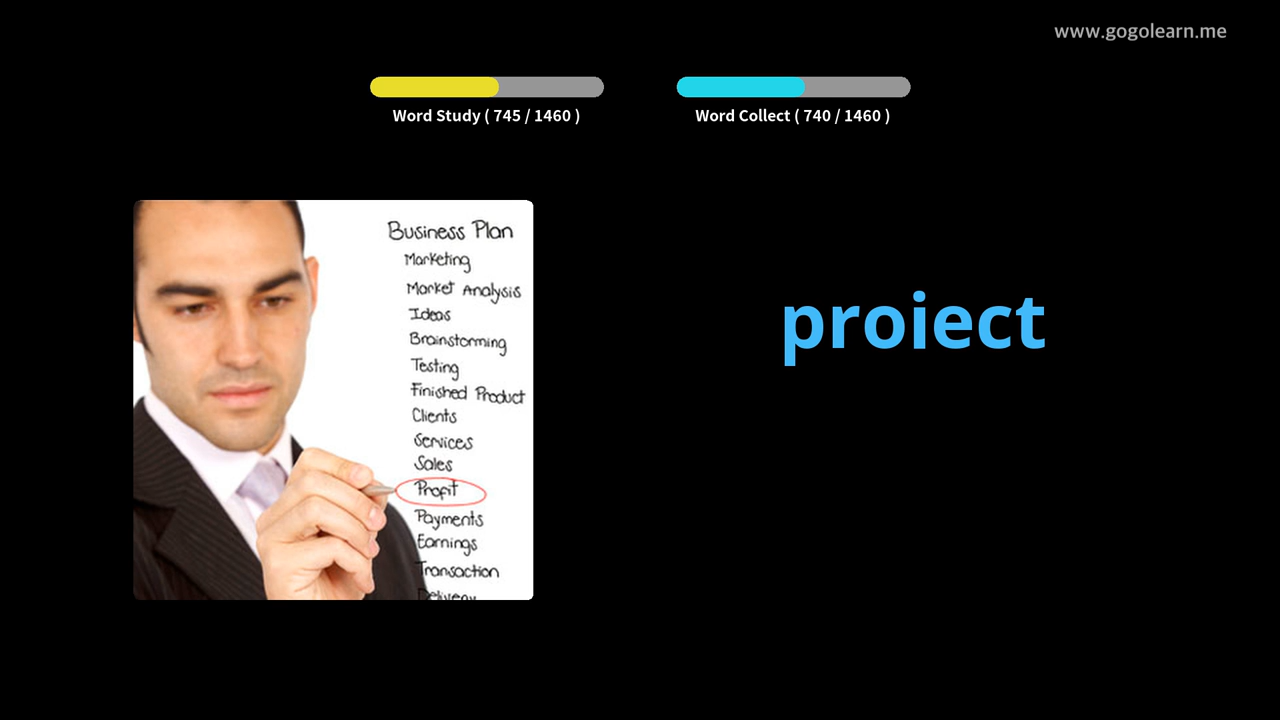 www.gogolearn.me
Word Study ( 745 / 1460 )
Word Collect ( 740 / 1460 )
Business Plan
Marketing
Market Analysis
Ideas
Brainstorming
Testing
Finished Product
Clients
Services
Sales
Profit
Payments
Earnings
Transaction
Delivery
proiect